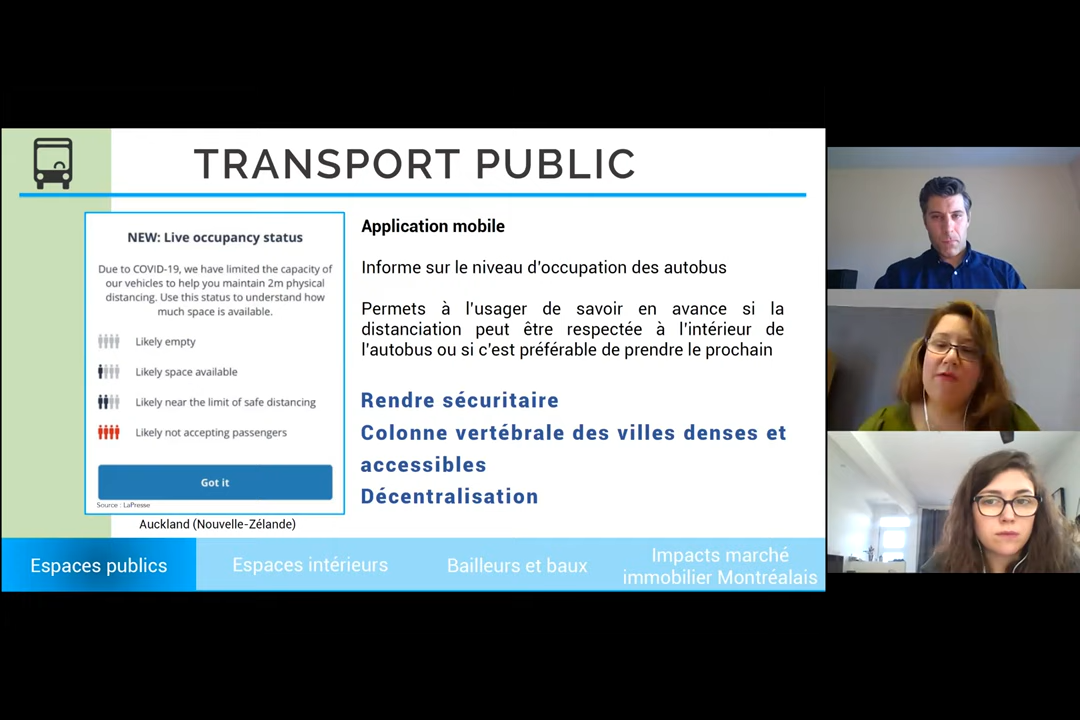 TRANSPORT PUBLIC
NEW: Live occupancy status
Due to COVID-19, we have limited the capacity of
our vehicles to help you maintain 2m physical
distancing. Use this status to understand how
much space is available.
Likely empty
Likely space available
Likely near the limit of safe distancing
Likely not accepting passengers
Got it
Source : LaPresse
Auckland (Nouvelle-Zélande)
Application mobile
Informe sur le niveau d'occupation des autobus
Permets à l'usager de savoir en avance si la
distanciation peut être respectée à l'intérieur de
l'autobus ou si c'est préférable de prendre le prochain
Rendre sécuritaire
Colonne vertébrale des villes denses et
accessibles
Décentralisation
Espaces publics
Espaces intérieurs
Bailleurs et baux
Impacts marché
immobilier Montréalais